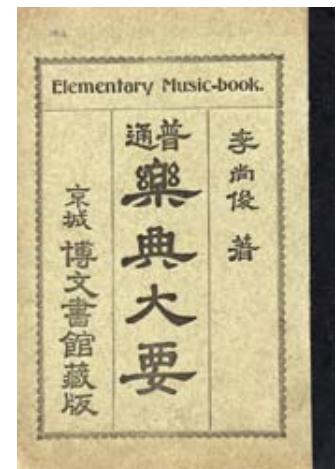 Elementary Music-book.
李尚俊 著
普通
樂典大要
京城 博文書館藏版